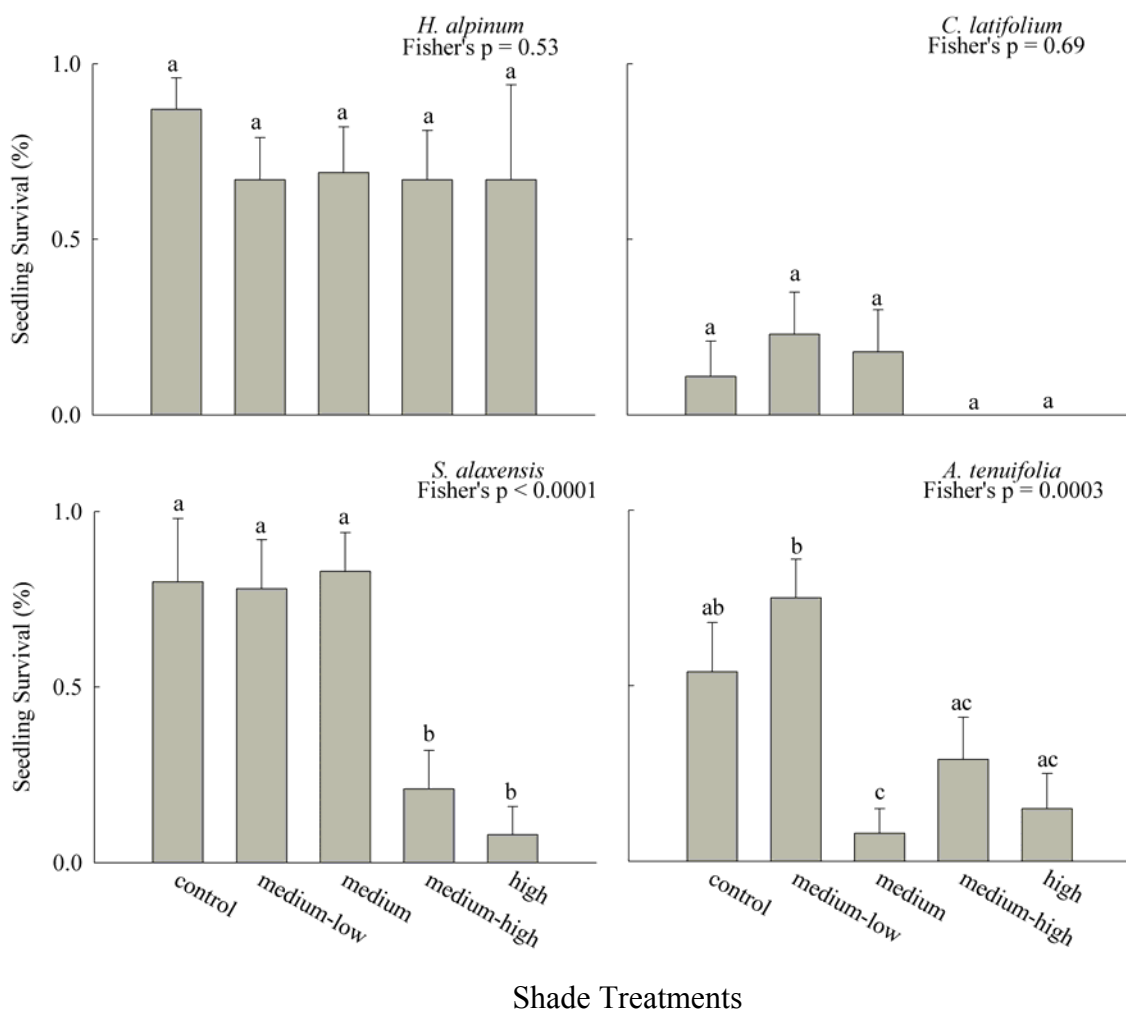 H. alpinum
Fisher's p = 0.53
C. latifolium
Fisher's p = 0.69
Seedling Survival (%)
1.0
0.5
0.0
a
a
a
a
a
a
a
a
a
a
S. alaxensis
Fisher's p < 0.0001
A. tenuifolia
Fisher's p = 0.0003
Seedling Survival (%)
1.0
0.5
0.0
a
a
a
b
b
ab
b
c
ac
ac
control
medium-low
medium
medium-high
high
control
medium-low
medium
medium-high
high
Shade Treatments